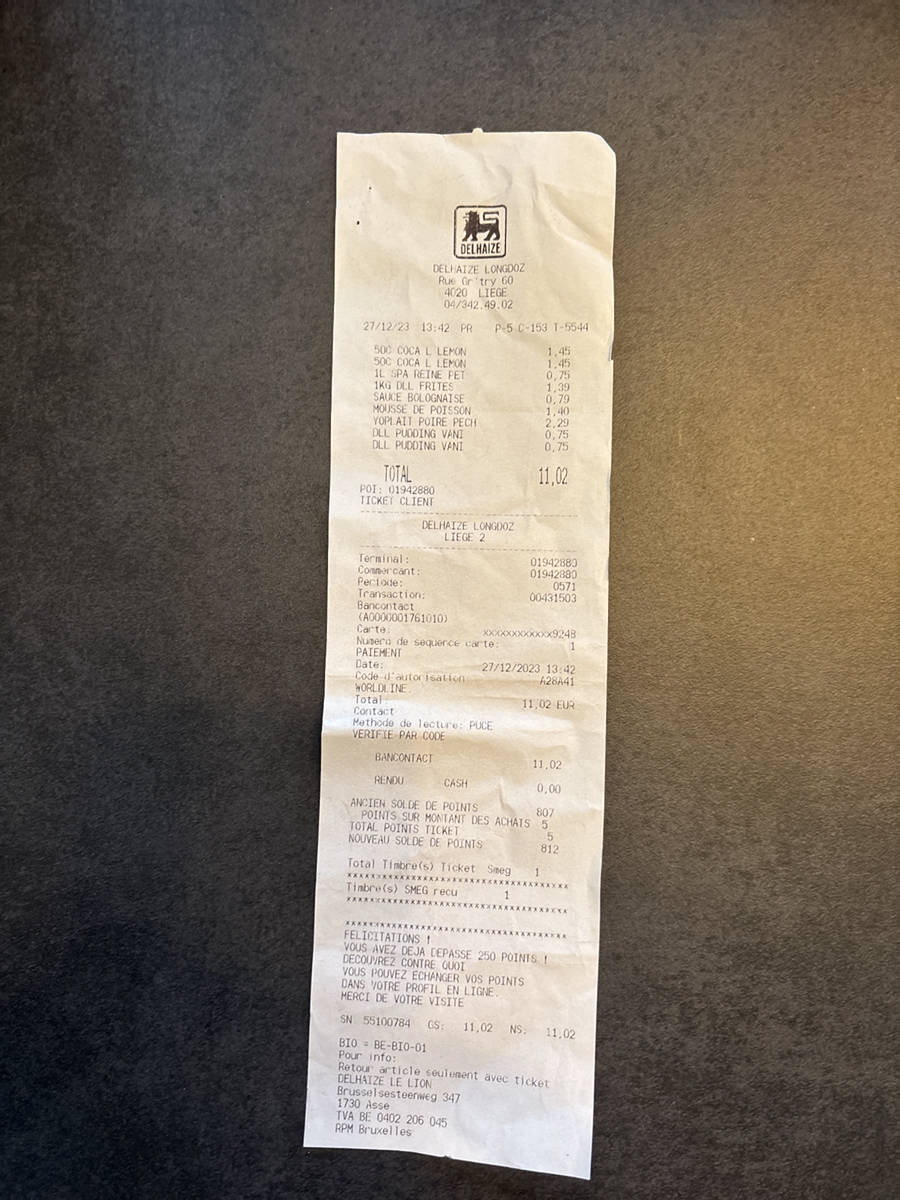 DELHAIZE
DELHAIZE LONGDOZ
Rue Gr'try 60
4020 LIEGE
04/342.49.02
27/12/23 13:42 PR P-5 C-153 T-5544
50C COCA L LEMON 1,45
50C COCA L LEMON 1,45
1L SPA REINE PET 0,75
1KG DLL FRITES 1,39
SAUCE BOLOGNAISE 0,79
MOUSSE DE POISSON 1,40
YOPLAIT POIRE PECH 2,29
DLL PUDDING VANI 0,75
DLL PUDDING VANI 0,75
TOTAL 11,02
POI: 01942880
TICKET CLIENT
DELHAIZE LONGDOZ
LIEGE 2
Terminal: 01942880
Commercant: 01942880
Periode: 0571
Transaction: 00431503
Bancontact
(A0000001761010)
Carte: xxxxxxxxxxxx9248
Numero de sequence carte: 1
PAIEMENT
Date: 27/12/2023 13:42
Code d'autorisation A28A41
WORLDLINE.
Total: 11,02 EUR
Contact
Methode de lecture: PUCE
VERIFIE PAR CODE
BANCONTACT 11,02
RENDU CASH 0,00
ANCIEN SOLDE DE POINTS 807
POINTS SUR MONTANT DES ACHATS 5
TOTAL POINTS TICKET 5
NOUVEAU SOLDE DE POINTS 812
Total Timbre(s) Ticket Smeg 1
****************************************
Timbre(s) SMEG recu 1
****************************************
****************************************
FELICITATIONS !
VOUS AVEZ DEJA DEPASSE 250 POINTS !
DECOUVREZ CONTRE QUOI
VOUS POUVEZ ECHANGER VOS POINTS
DANS VOTRE PROFIL EN LIGNE.
MERCI DE VOTRE VISITE
SN 55100784 GS: 11,02 NS: 11,02
BIO = BE-BIO-01
Pour info:
Retour article seulement avec ticket
DELHAIZE LE LION
Brusselsesteenweg 347
1730 Asse
TVA BE 0402 206 045
RPM Bruxelles